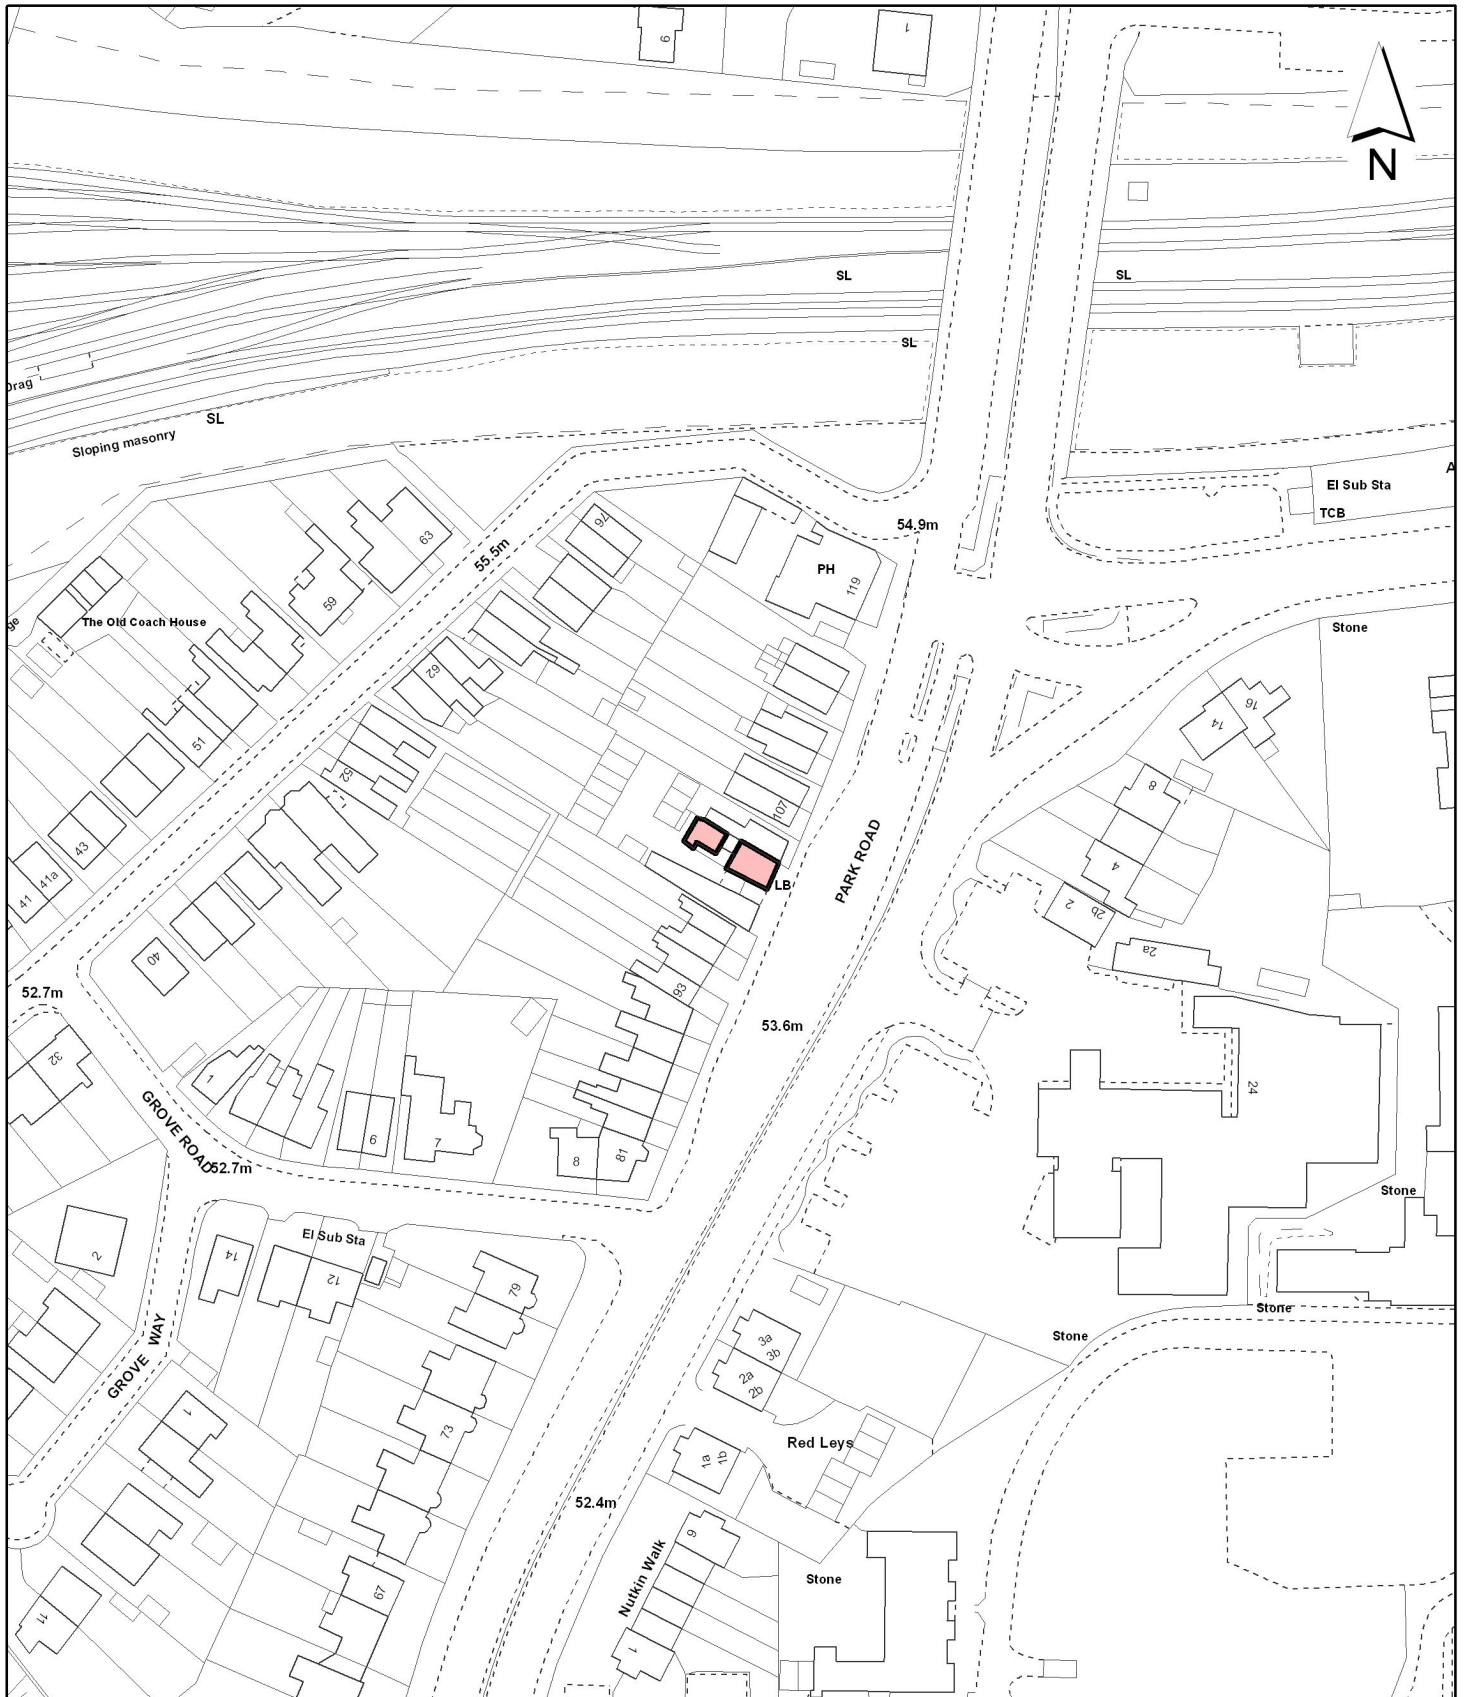 9
1
N
SL
SL
SL
Drag
SL
Sloping masonry
El Sub Sta
TCB
54.9m
63
76
55.5m
PH
119
59
The Old Coach House
Stone
62
16
14
51
52
8
107
43
PARK ROAD
4
41a
41
LB
2
2b
2a
40
93
52.7m
53.6m
32
1
24
GROVE ROAD
6
7
8
81
52.7m
Stone
El Sub Sta
2
14
12
79
Stone
Stone
GROVE WAY
3a
3b
2a
2b
1
73
Red Leys
1a
1b
52.4m
9
Nutkin Walk
Stone
67
11
1